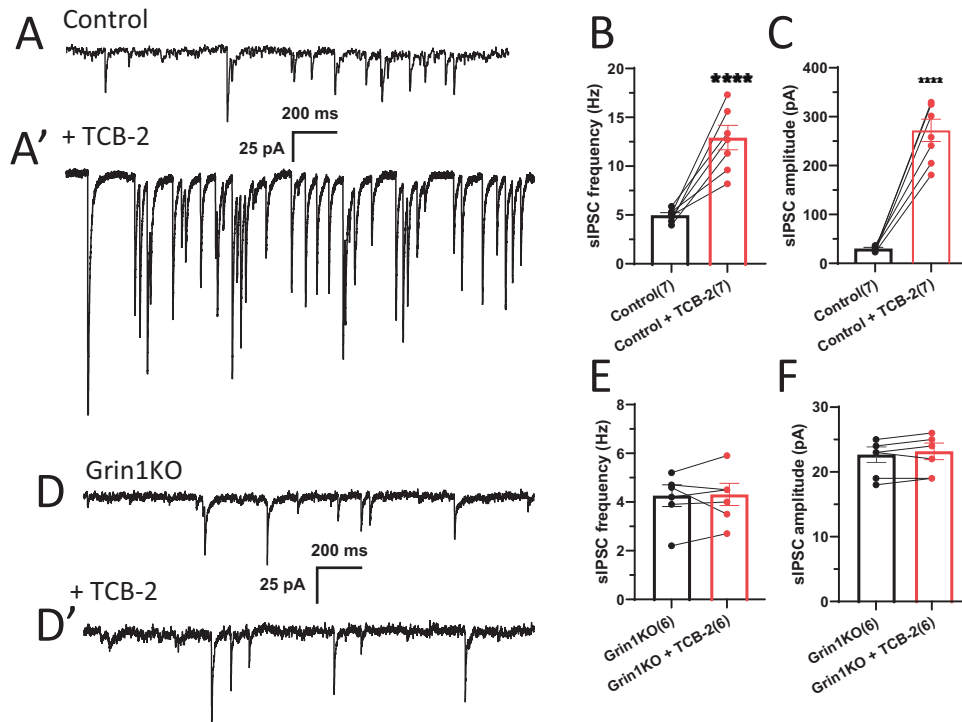 A Control
200 ms
25 pA
A' + TCB-2
B
sIPSC frequency (Hz)
20
15
10
5
0
****
Control(7)
Control + TCB-2(7)
C
sIPSC amplitude (pA)
400
300
200
100
0
****
Control(7)
Control + TCB-2(7)
D Grin1KO
200 ms
25 pA
D' + TCB-2
E
sIPSC frequency (Hz)
8
6
4
2
0
Grin1KO(6)
Grin1KO + TCB-2(6)
F
sIPSC amplitude (pA)
30
20
10
0
Grin1KO(6)
Grin1KO + TCB-2(6)